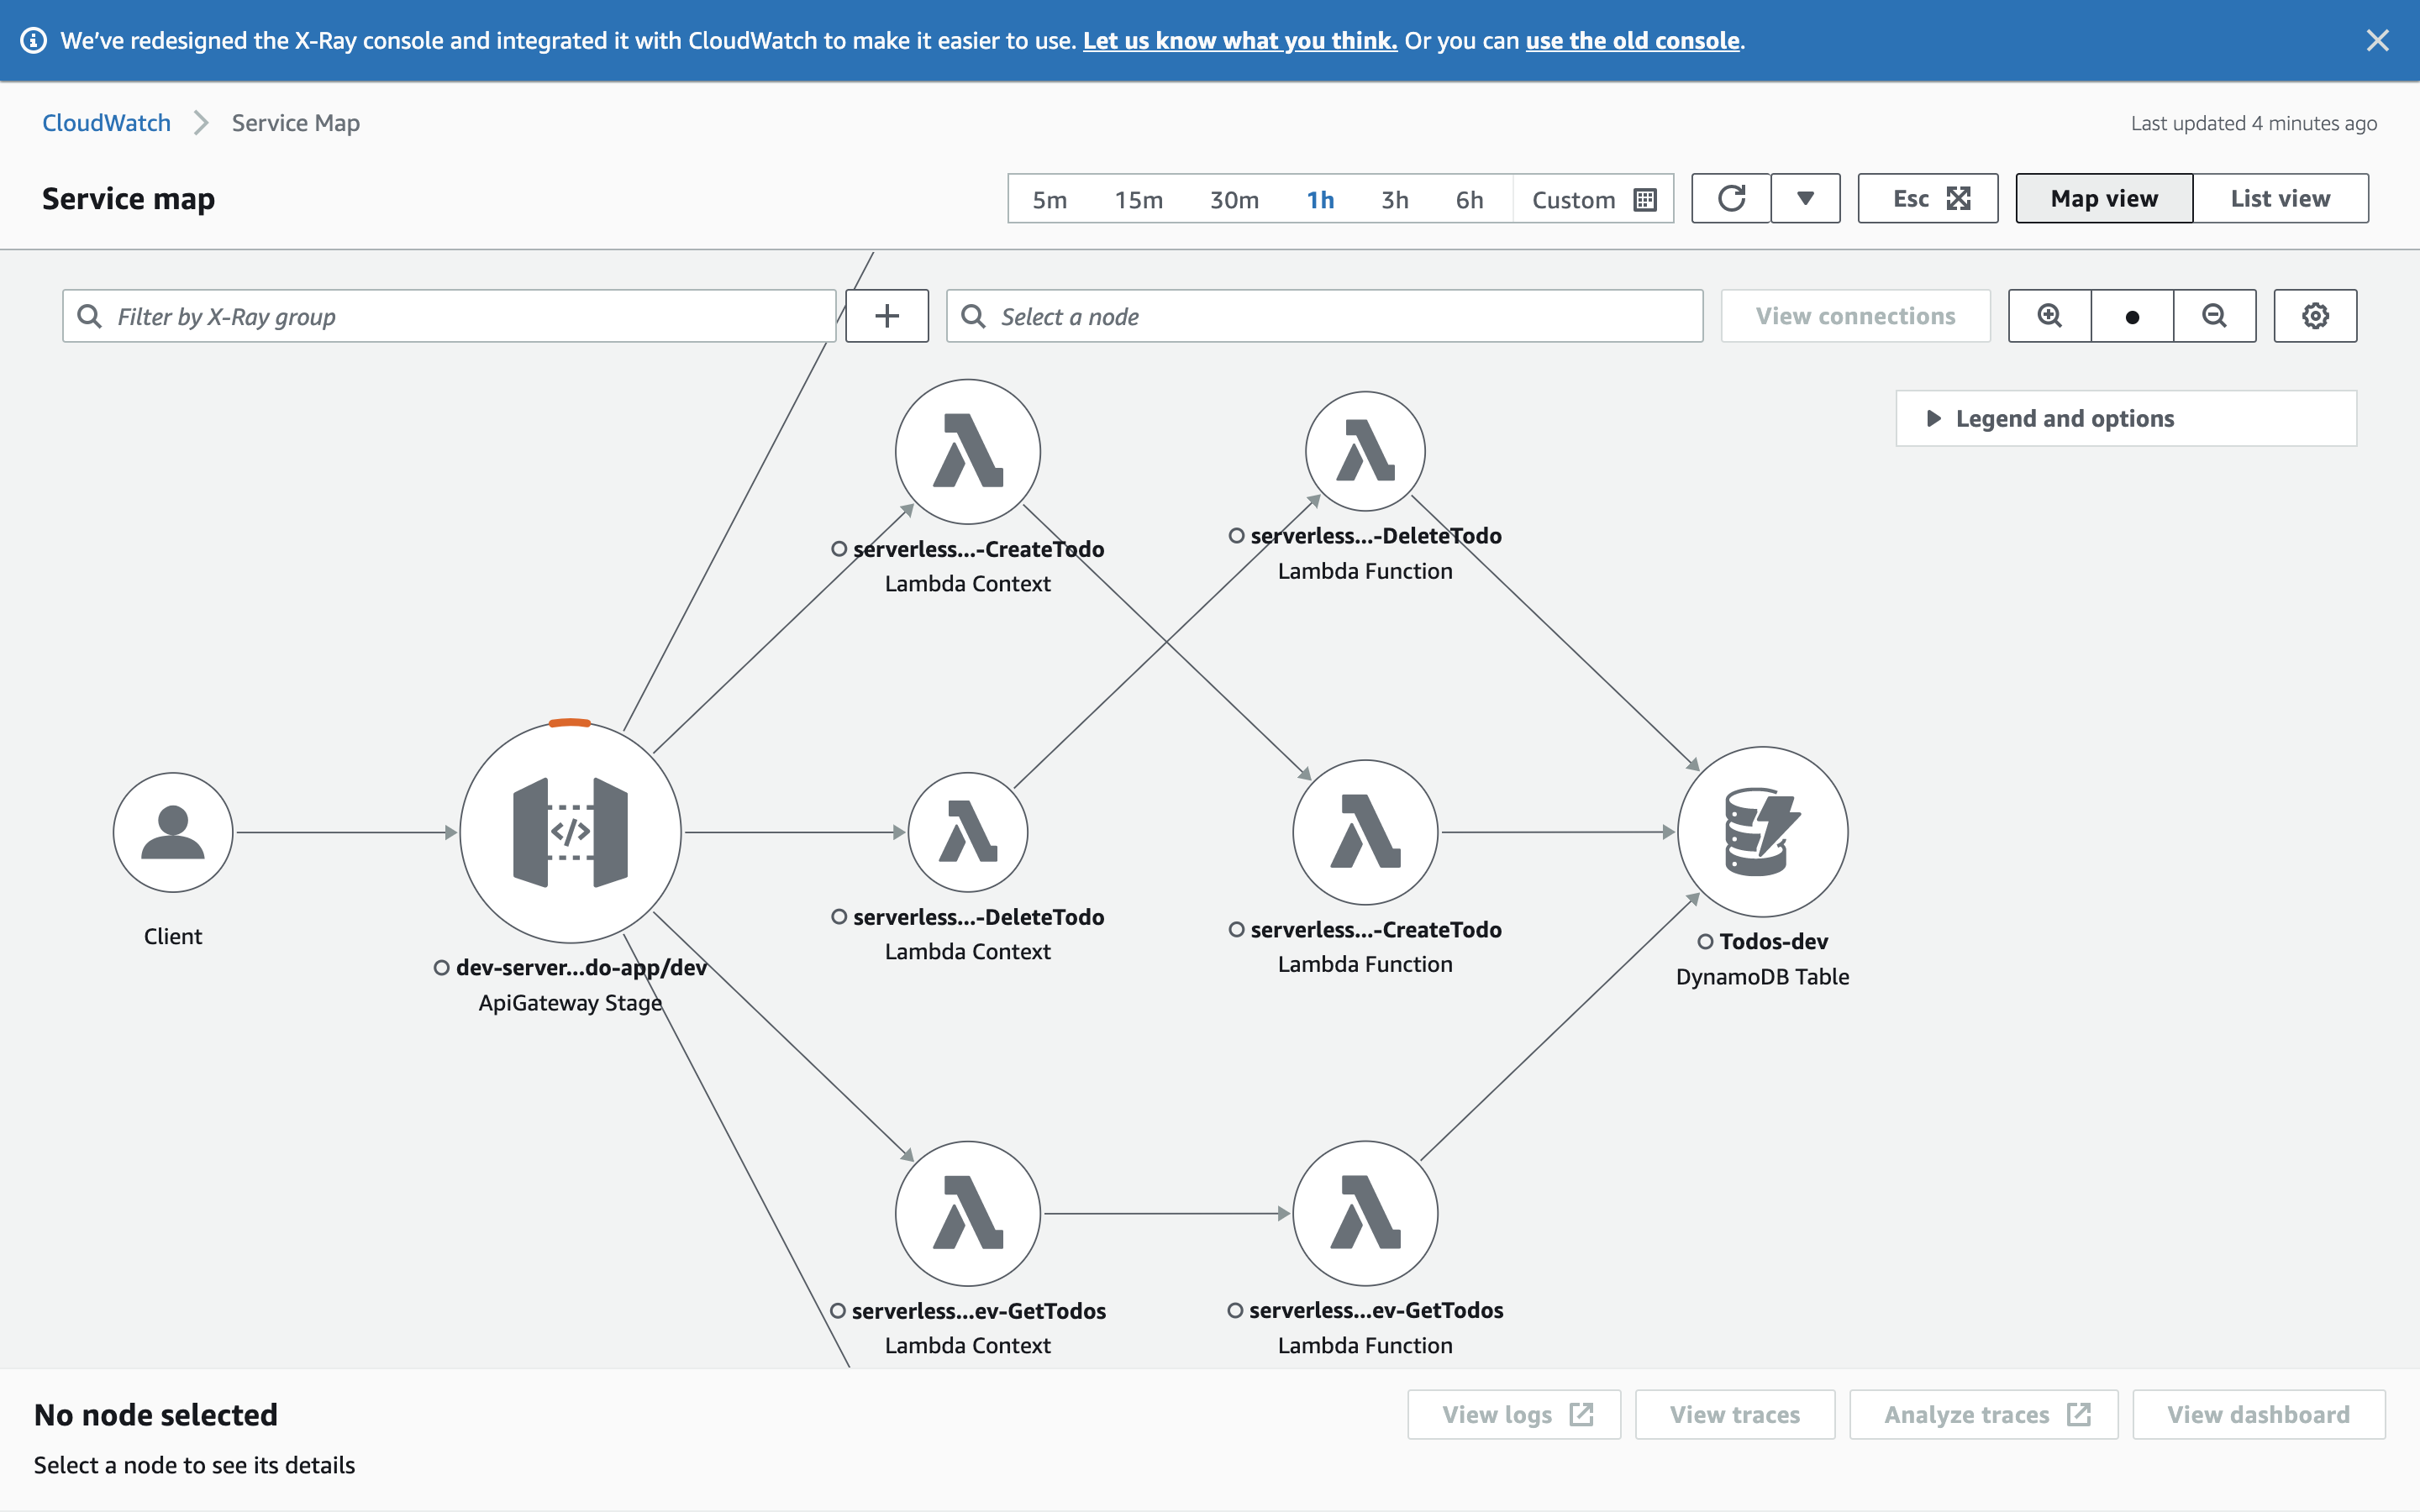 We've redesigned the X-Ray console and integrated it with CloudWatch to make it easier to use. Let us know what you think. Or you can use the old console.
CloudWatch
Service Map
Last updated 4 minutes ago
Service map
5m
15m
30m
1h
3h
6h
Custom
Esc
Map view
List view
Filter by X-Ray group
Select a node
View connections
Legend and options
serverless...-CreateTodo
Lambda Context
serverless...-DeleteTodo
Lambda Function
Client
dev-server...do-app/dev
ApiGateway Stage
serverless...-DeleteTodo
Lambda Context
serverless...-CreateTodo
Lambda Function
Todos-dev
DynamoDB Table
serverless...ev-GetTodos
Lambda Context
serverless...ev-GetTodos
Lambda Function
No node selected
Select a node to see its details
View logs
View traces
Analyze traces
View dashboard